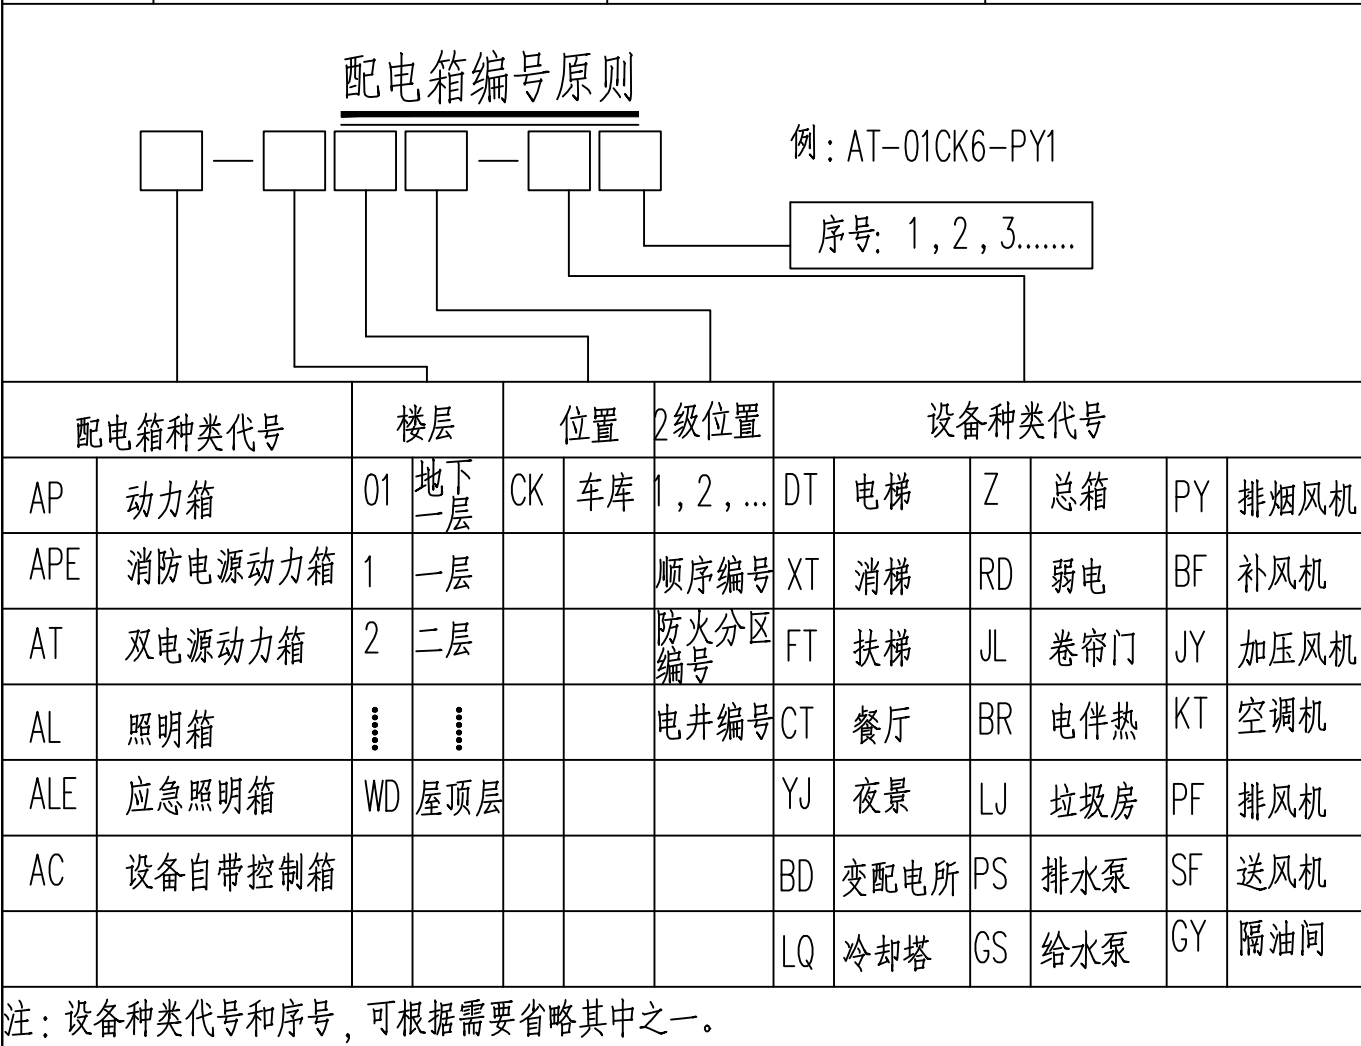 配电箱编号原则
例: AT-01CK6-PY1
序号: 1,2,3.......
配电箱种类代号 楼层 位置 2级位置 设备种类代号
AP 动力箱 01 地下一层 CK 车库 1,2,... DT 电梯 Z 总箱 PY 排烟风机
APE 消防电源动力箱 1 一层 顺序编号 XT 消梯 RD 弱电 BF 补风机
AT 双电源动力箱 2 二层 防火分区编号 FT 扶梯 JL 卷帘门 JY 加压风机
AL 照明箱 电井编号 CT 餐厅 BR 电伴热 KT 空调机
ALE 应急照明箱 WD 屋顶层 YJ 夜景 LJ 垃圾房 PF 排风机
AC 设备自带控制箱 BD 变配电所 PS 排水泵 SF 送风机
LQ 冷却塔 GS 给水泵 GY 隔油间
注: 设备种类代号和序号, 可根据需要省略其中之一。